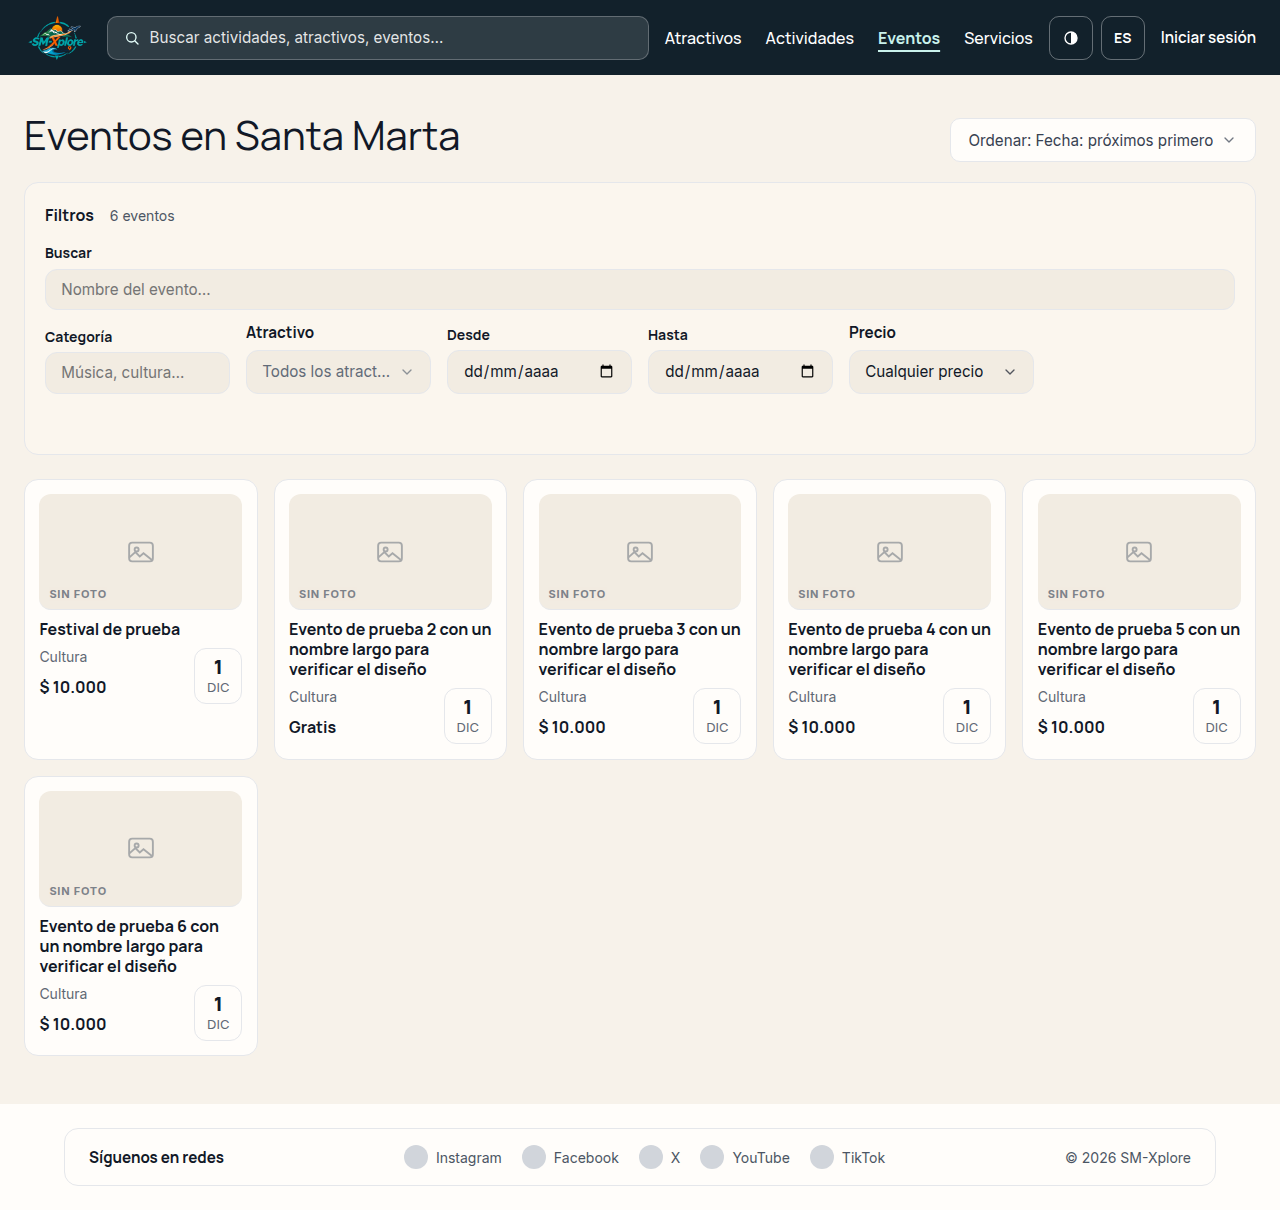 SM-Xplore
Buscar actividades, atractivos, eventos...
Atractivos
Actividades
Eventos
Servicios
ES
Iniciar sesión
Eventos en Santa Marta
Ordenar: Fecha: próximos primero
Filtros
6 eventos
Buscar
Nombre del evento...
Categoría
Atractivo
Desde
Hasta
Precio
Música, cultura...
Todos los atract...
dd/mm/aaaa
dd/mm/aaaa
Cualquier precio
SIN FOTO
Festival de prueba
Cultura
$ 10.000
1
DIC
SIN FOTO
Evento de prueba 2 con un
nombre largo para
verificar el diseño
Cultura
Gratis
1
DIC
SIN FOTO
Evento de prueba 3 con un
nombre largo para
verificar el diseño
Cultura
$ 10.000
1
DIC
SIN FOTO
Evento de prueba 4 con un
nombre largo para
verificar el diseño
Cultura
$ 10.000
1
DIC
SIN FOTO
Evento de prueba 5 con un
nombre largo para
verificar el diseño
Cultura
$ 10.000
1
DIC
SIN FOTO
Evento de prueba 6 con
un nombre largo para
verificar el diseño
Cultura
$ 10.000
1
DIC
Síguenos en redes
Instagram
Facebook
X
YouTube
TikTok
© 2026 SM-Xplore